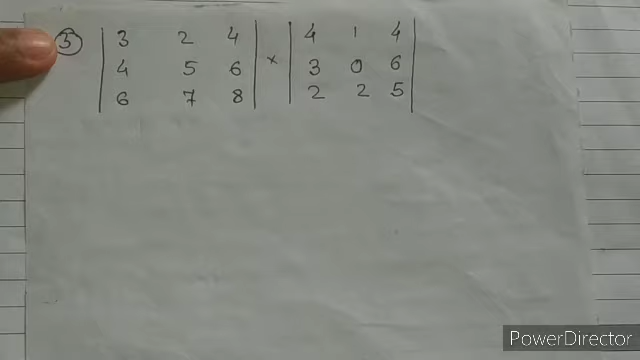 3 | 3 2 4 | × | 4 1 4 |
| 4 5 6 | | 3 0 6 |
| 6 7 8 | | 2 2 5 |
PowerDirector